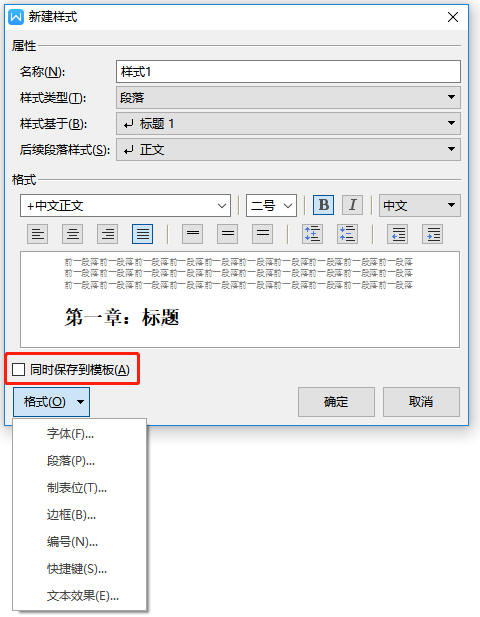 新建样式
属性
名称(N): 样式1
样式类型(T): 段落
样式基于(B): ↵ 标题 1
后续段落样式(S): ↵ 正文
格式
+中文正文 二号 B I 中文
前一段落前一段落前一段落前一段落前一段落前一段落前一段落前一段落前一段落前一段落
前一段落前一段落前一段落前一段落前一段落前一段落前一段落前一段落前一段落前一段落
前一段落前一段落前一段落前一段落前一段落前一段落前一段落前一段落前一段落前一段落
第一章：标题
同时保存到模板(A)
格式(O) 确定 取消
字体(F)...
段落(P)...
制表位(T)...
边框(B)...
编号(N)...
快捷键(S)...
文本效果(E)...